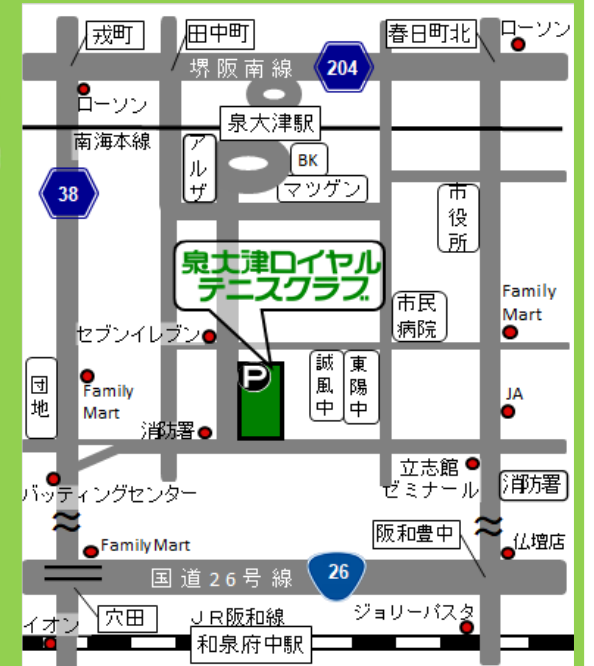 戎町
田中町
春日町北
ローソン
堺阪南線
204
ローソン
泉大津駅
南海本線
アルザ
BK
マツゲン
38
市役所
泉大津ロイヤル
テニスクラブ
市民
病院
Family
Mart
セブンイレブン
P
誠風中
東陽中
団地
Family
Mart
JA
消防署
立志館
ゼミナール
消防署
バッティングセンター
阪和豊中
仏壇店
FamilyMart
国道26号線
26
イオン
穴田
JR阪和線
ジョリーパスタ
和泉府中駅